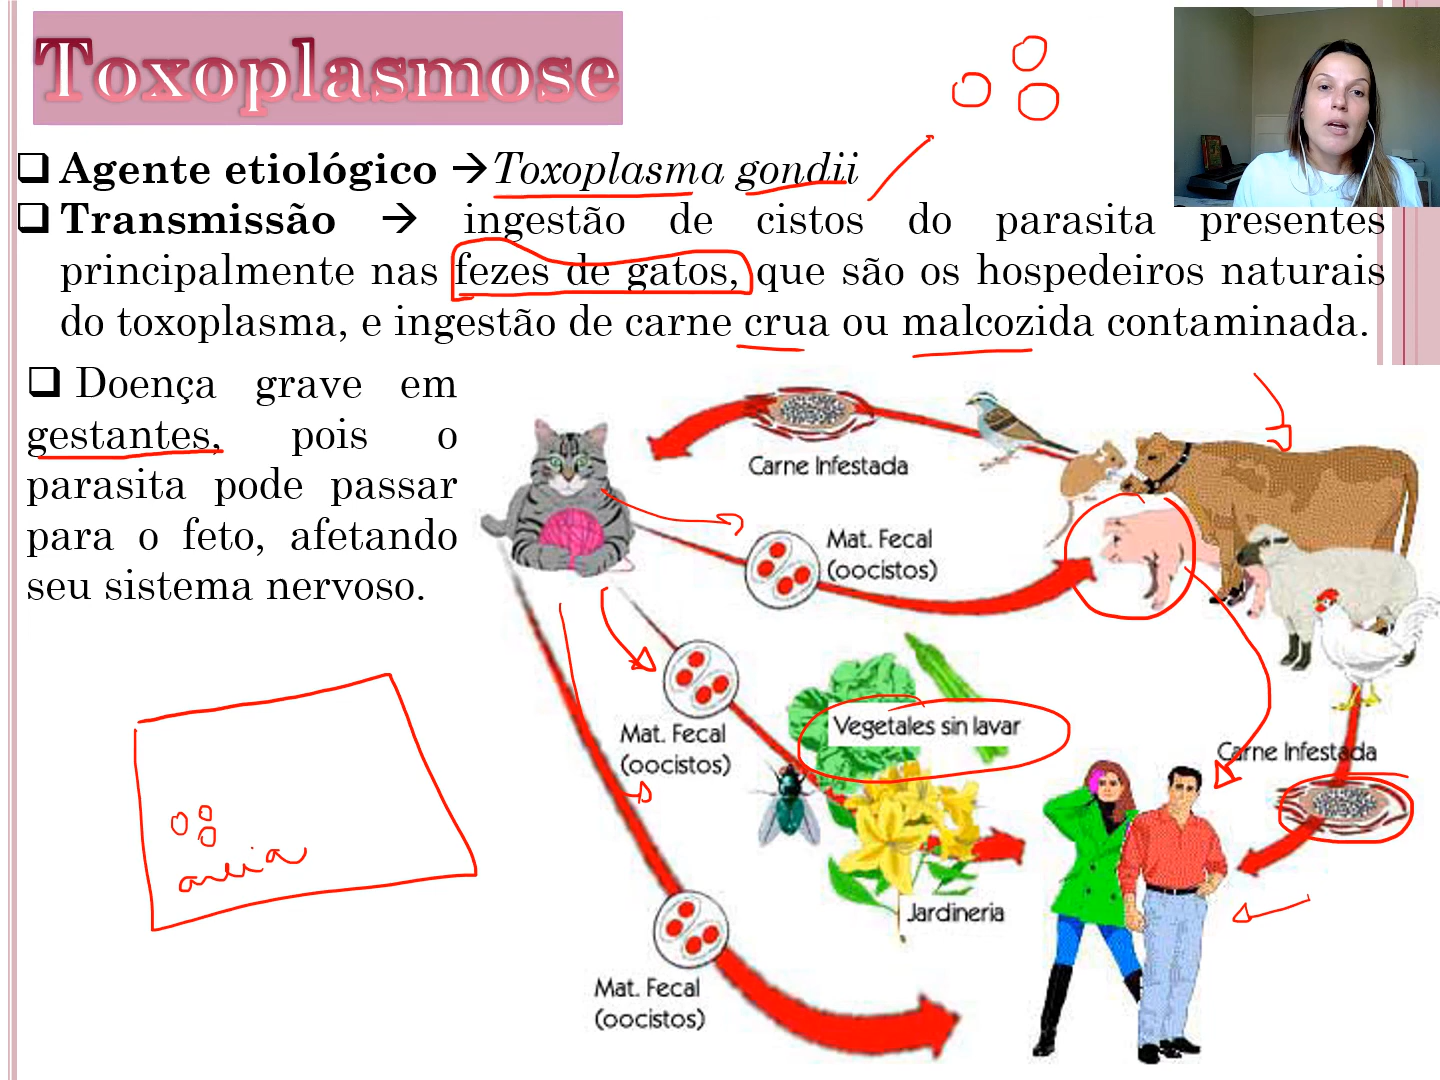 Toxoplasmose
❑ Agente etiológico →Toxoplasma gondii
❑ Transmissão → ingestão de cistos do parasita presentes
principalmente nas fezes de gatos, que são os hospedeiros naturais
do toxoplasma, e ingestão de carne crua ou malcozida contaminada.
❑ Doença grave em
gestantes, pois o
parasita pode passar
para o feto, afetando
seu sistema nervoso.
Carne Infestada
Mat. Fecal
(oocistos)
Mat. Fecal
(oocistos)
Vegetales sin lavar
Carne Infestada
Jardineria
Mat. Fecal
(oocistos)
areia